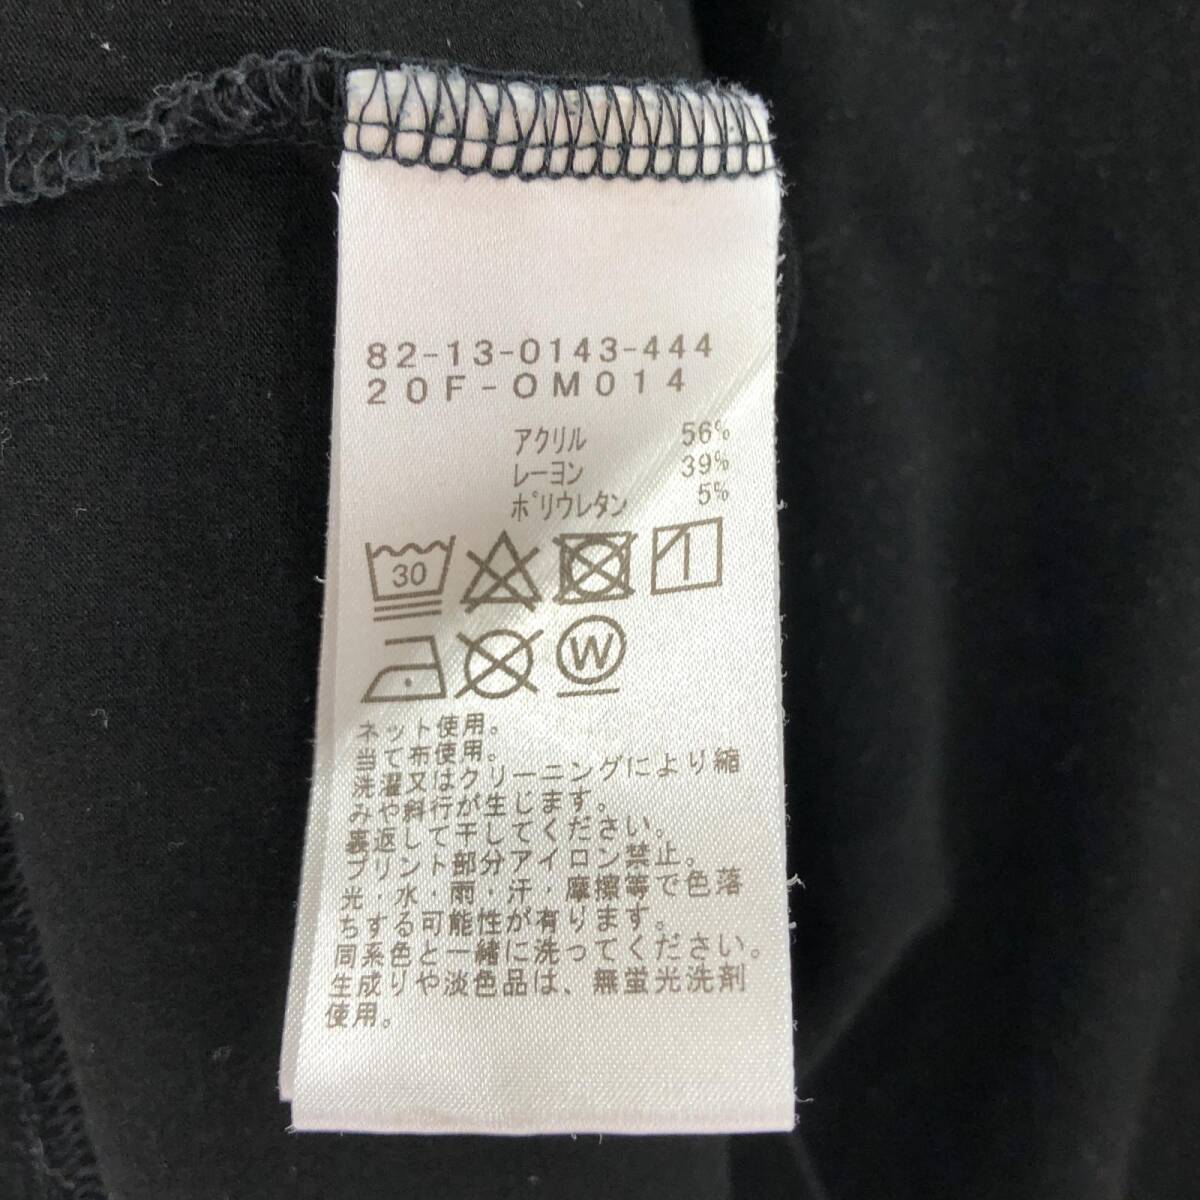 82-13-0143-444
20F-OM014
アクリル 56%
レーヨン 39%
ポリウレタン 5%
30
W
ネット使用。
当て布使用。
洗濯又はクリーニングにより縮
みや斜行が生じます。
裏返して干してください。
プリント部分アイロン禁止。
光・水・雨・汗・摩擦等で色落
ちする可能性が有ります。
同系色と一緒に洗ってください。
生成りや淡色品は、無蛍光洗剤
使用。